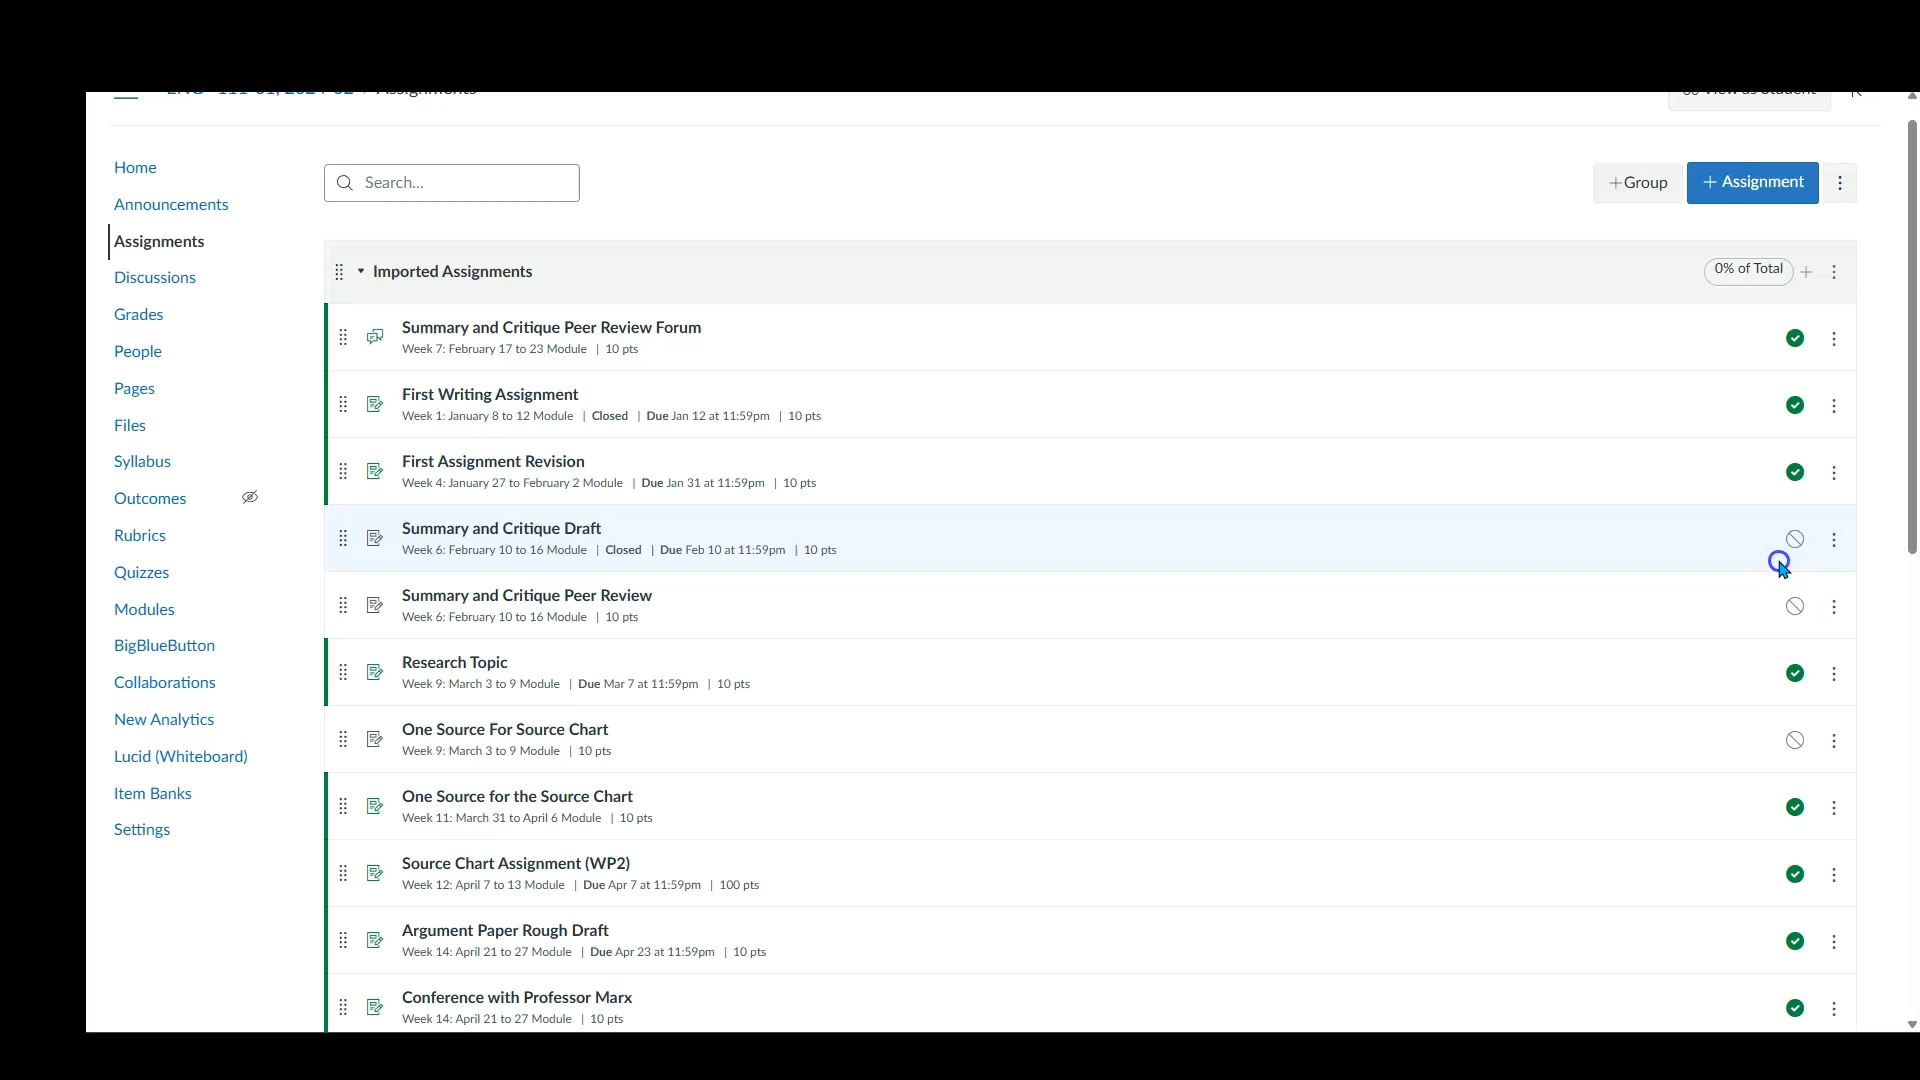 Assignments
View as Student
Home
Announcements
Assignments
Discussions
Grades
People
Pages
Files
Syllabus
Outcomes
Rubrics
Quizzes
Modules
BigBlueButton
Collaborations
New Analytics
Lucid (Whiteboard)
Item Banks
Settings
Search...
+Group
+ Assignment
Imported Assignments
0% of Total
Summary and Critique Peer Review Forum
Week 7: February 17 to 23 Module | 10 pts
First Writing Assignment
Week 1: January 8 to 12 Module | Closed | Due Jan 12 at 11:59pm | 10 pts
First Assignment Revision
Week 4: January 27 to February 2 Module | Due Jan 31 at 11:59pm | 10 pts
Summary and Critique Draft
Week 6: February 10 to 16 Module | Closed | Due Feb 10 at 11:59pm | 10 pts
Summary and Critique Peer Review
Week 6: February 10 to 16 Module | 10 pts
Research Topic
Week 9: March 3 to 9 Module | Due Mar 7 at 11:59pm | 10 pts
One Source For Source Chart
Week 9: March 3 to 9 Module | 10 pts
One Source for the Source Chart
Week 11: March 31 to April 6 Module | 10 pts
Source Chart Assignment (WP2)
Week 12: April 7 to 13 Module | Due Apr 7 at 11:59pm | 100 pts
Argument Paper Rough Draft
Week 14: April 21 to 27 Module | Due Apr 23 at 11:59pm | 10 pts
Conference with Professor Marx
Week 14: April 21 to 27 Module | 10 pts